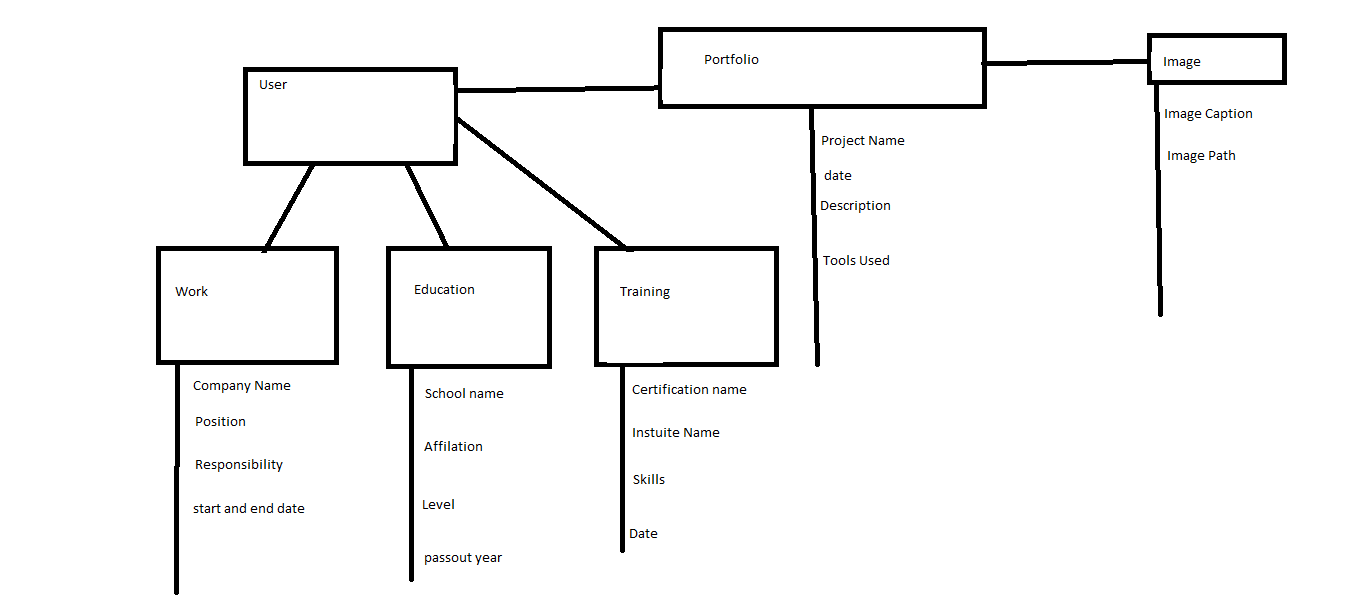 User
Portfolio
Image
Image Caption
Image Path
Project Name
date
Description
Tools Used
Work
Company Name
Position
Responsibility
start and end date
Education
School name
Affilation
Level
passout year
Training
Certification name
Instuite Name
Skills
Date